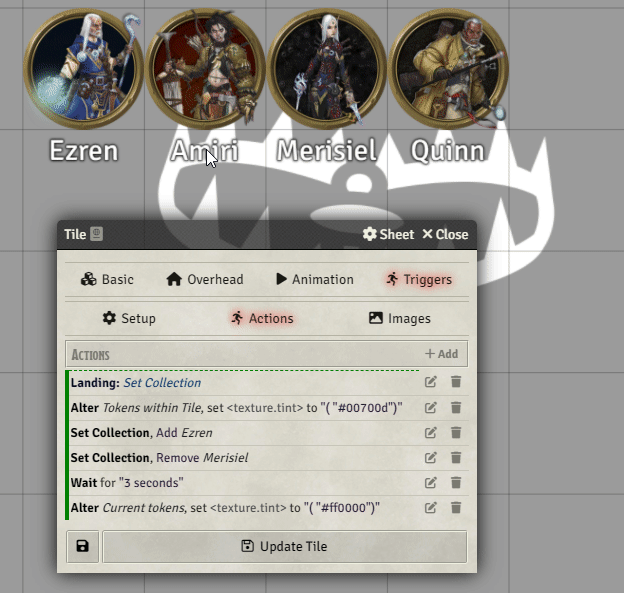 Ezren Amiri Merisiel Quinn
Tile Sheet Close
Basic Overhead Animation Triggers
Setup Actions Images
Actions + Add
Landing: Set Collection
Alter Tokens within Tile, set <texture.tint> to "( "#00700d")"
Set Collection, Add Ezren
Set Collection, Remove Merisiel
Wait for "3 seconds"
Alter Current tokens, set <texture.tint> to "( "#ff0000")"
Update Tile